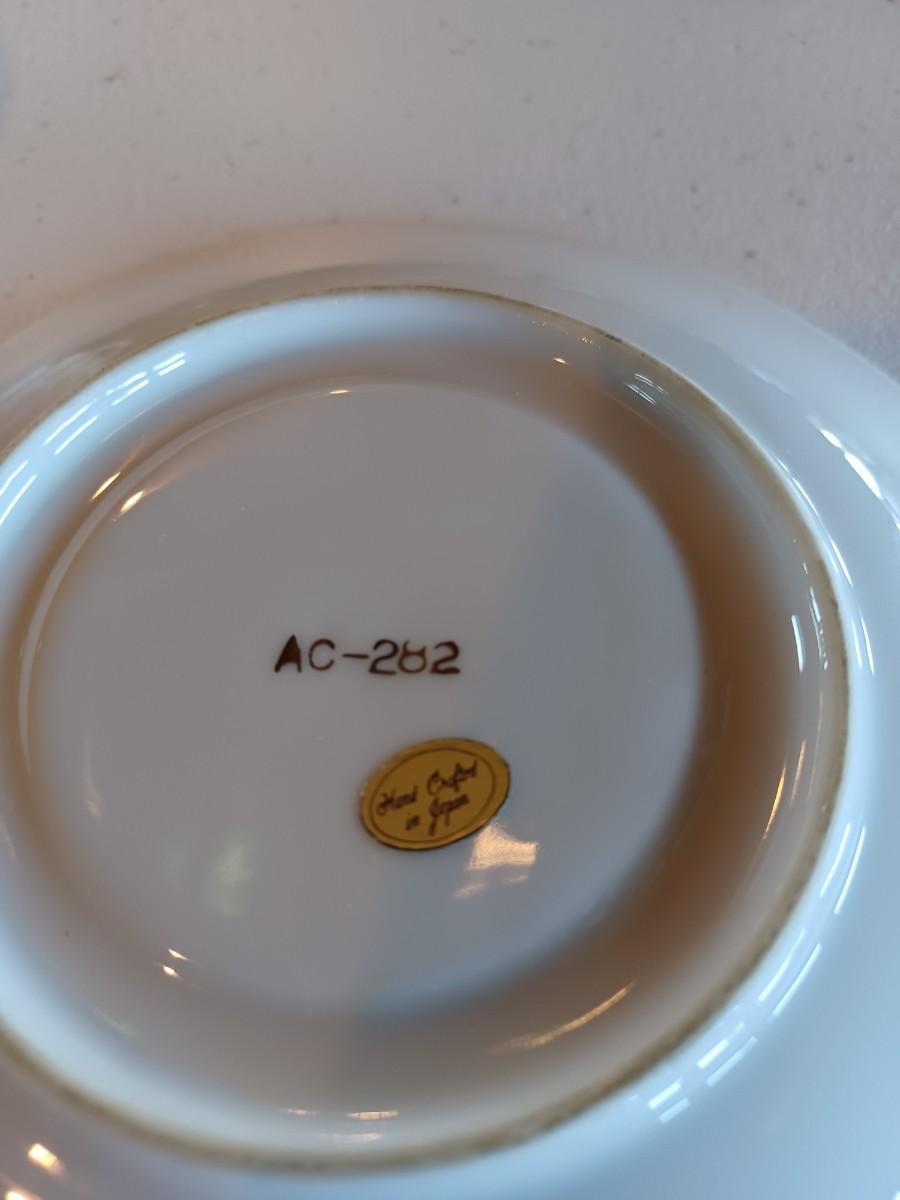 AC-282
Hand Crafted
in Japan